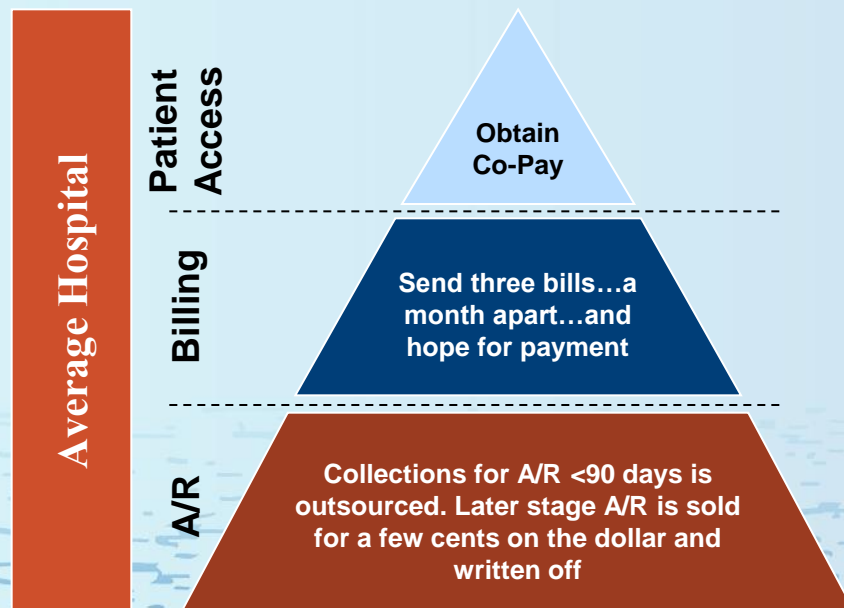 Average Hospital
Patient
Access
Obtain
Co-Pay
Billing
Send three bills…a
month apart…and
hope for payment
A/R
Collections for A/R <90 days is
outsourced. Later stage A/R is sold
for a few cents on the dollar and
written off